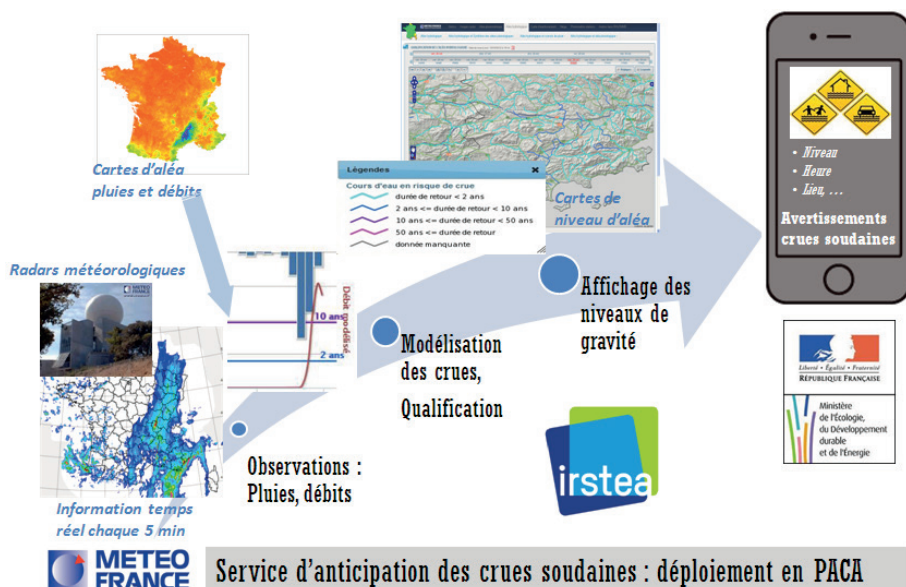 METEO FRANCE
Cartes d'aléa
pluies et débits
Légendes
Cours d'eau en risque de crue
durée de retour < 2 ans
2 ans <= durée de retour < 10 ans
10 ans <= durée de retour < 50 ans
50 ans <= durée de retour
donnée manquante
Cartes de
niveau d'aléa
• Niveau
• Heure
• Lieu, ...
Avertissements
crues soudaines
Radars météorologiques
METEO FRANCE
Débit modélisé
10 ans
2 ans
Affichage des
niveaux de
gravité
Modélisation
des crues,
Qualification
Observations :
Pluies, débits
Information temps
réel chaque 5 min
irstea
Liberté • Égalité • Fraternité
RÉPUBLIQUE FRANÇAISE
Ministère
de l'Écologie,
du Développement
durable
et de l'Énergie
METEO
FRANCE
Service d'anticipation des crues soudaines : déploiement en PACA